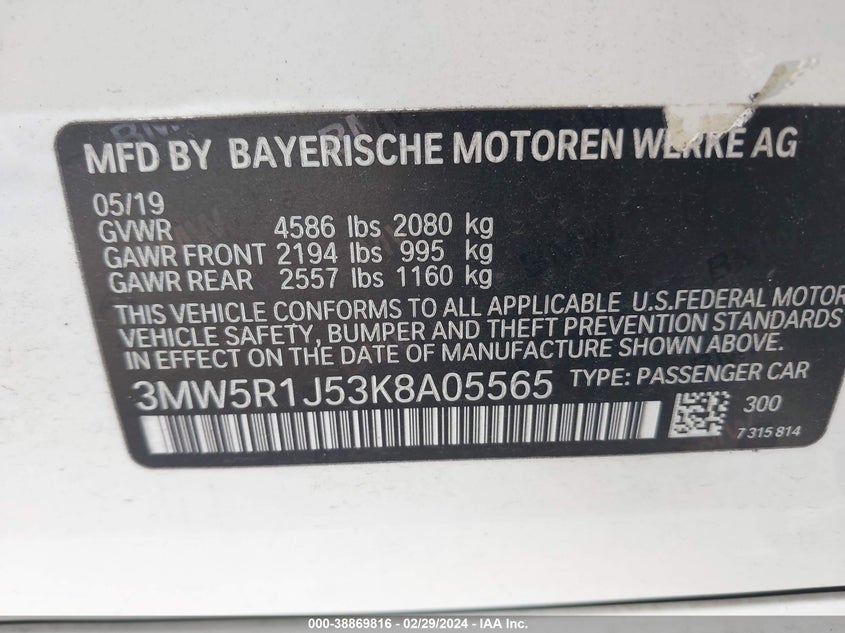 MFD BY BAYERISCHE MOTOREN WERKE AG
05/19
GVWR 4586 lbs 2080 kg
GAWR FRONT 2194 lbs 995 kg
GAWR REAR 2557 lbs 1160 kg
THIS VEHICLE CONFORMS TO ALL APPLICABLE U.S.FEDERAL MOTOR
VEHICLE SAFETY, BUMPER AND THEFT PREVENTION STANDARDS
IN EFFECT ON THE DATE OF MANUFACTURE SHOWN ABOVE.
3MW5R1J53K8A05565 TYPE: PASSENGER CAR
300
7 315 814
000-38869816 / 02/29/2024 - IAA Inc.